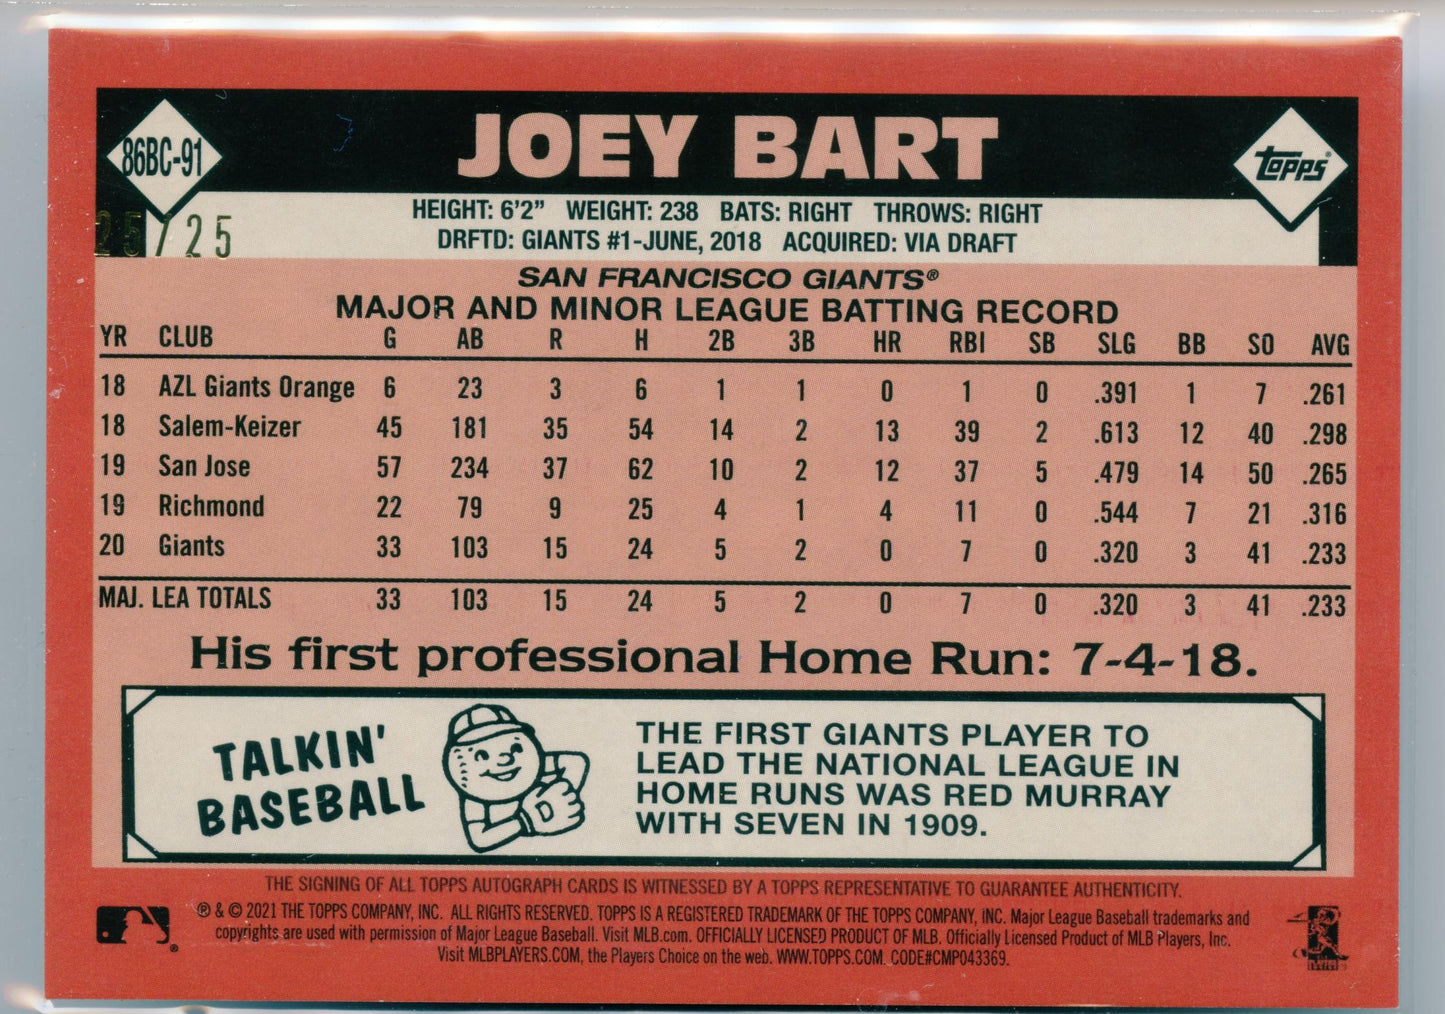 86BC-91
JOEY BART
TOPPS®
25/25
HEIGHT: 6'2" WEIGHT: 238 BATS: RIGHT THROWS: RIGHT
DRFTD: GIANTS #1-JUNE, 2018 ACQUIRED: VIA DRAFT
SAN FRANCISCO GIANTS®
MAJOR AND MINOR LEAGUE BATTING RECORD
YR CLUB G AB R H 2B 3B HR RBI SB SLG BB SO AVG
18 AZL Giants Orange 6 23 3 6 1 1 0 1 0 .391 1 7 .261
18 Salem-Keizer 45 181 35 54 14 2 13 39 2 .613 12 40 .298
19 San Jose 57 234 37 62 10 2 12 37 5 .479 14 50 .265
19 Richmond 22 79 9 25 4 1 4 11 0 .544 7 21 .316
20 Giants 33 103 15 24 5 2 0 7 0 .320 3 41 .233
MAJ. LEA TOTALS 33 103 15 24 5 2 0 7 0 .320 3 41 .233
His first professional Home Run: 7-4-18.
TALKIN'
BASEBALL
THE FIRST GIANTS PLAYER TO
LEAD THE NATIONAL LEAGUE IN
HOME RUNS WAS RED MURRAY
WITH SEVEN IN 1909.
THE SIGNING OF ALL TOPPS AUTOGRAPH CARDS IS WITNESSED BY A TOPPS REPRESENTATIVE TO GUARANTEE AUTHENTICITY.
® & © 2021 THE TOPPS COMPANY, INC. ALL RIGHTS RESERVED. TOPPS IS A REGISTERED TRADEMARK OF THE TOPPS COMPANY, INC. Major League Baseball trademarks and
copyrights are used with permission of Major League Baseball. Visit MLB.com. OFFICIALLY LICENSED PRODUCT OF MLB. Officially Licensed Product of MLB Players, Inc.
Visit MLBPLAYERS.COM, the Players Choice on the web. WWW.TOPPS.COM. CODE#CMP043369.